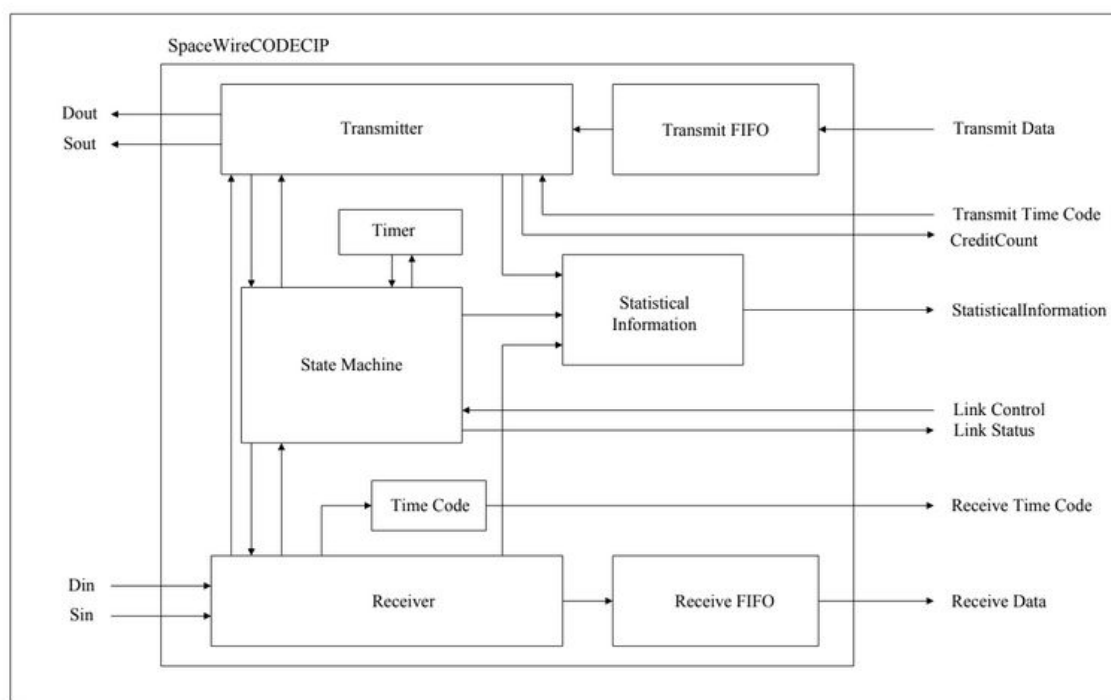 SpaceWireCODECIP
Dout
Sout
Transmitter
Transmit FIFO
Transmit Data
Transmit Time Code
CreditCount
Timer
Statistical
Information
StatisticalInformation
State Machine
Link Control
Link Status
Time Code
Receive Time Code
Din
Sin
Receiver
Receive FIFO
Receive Data